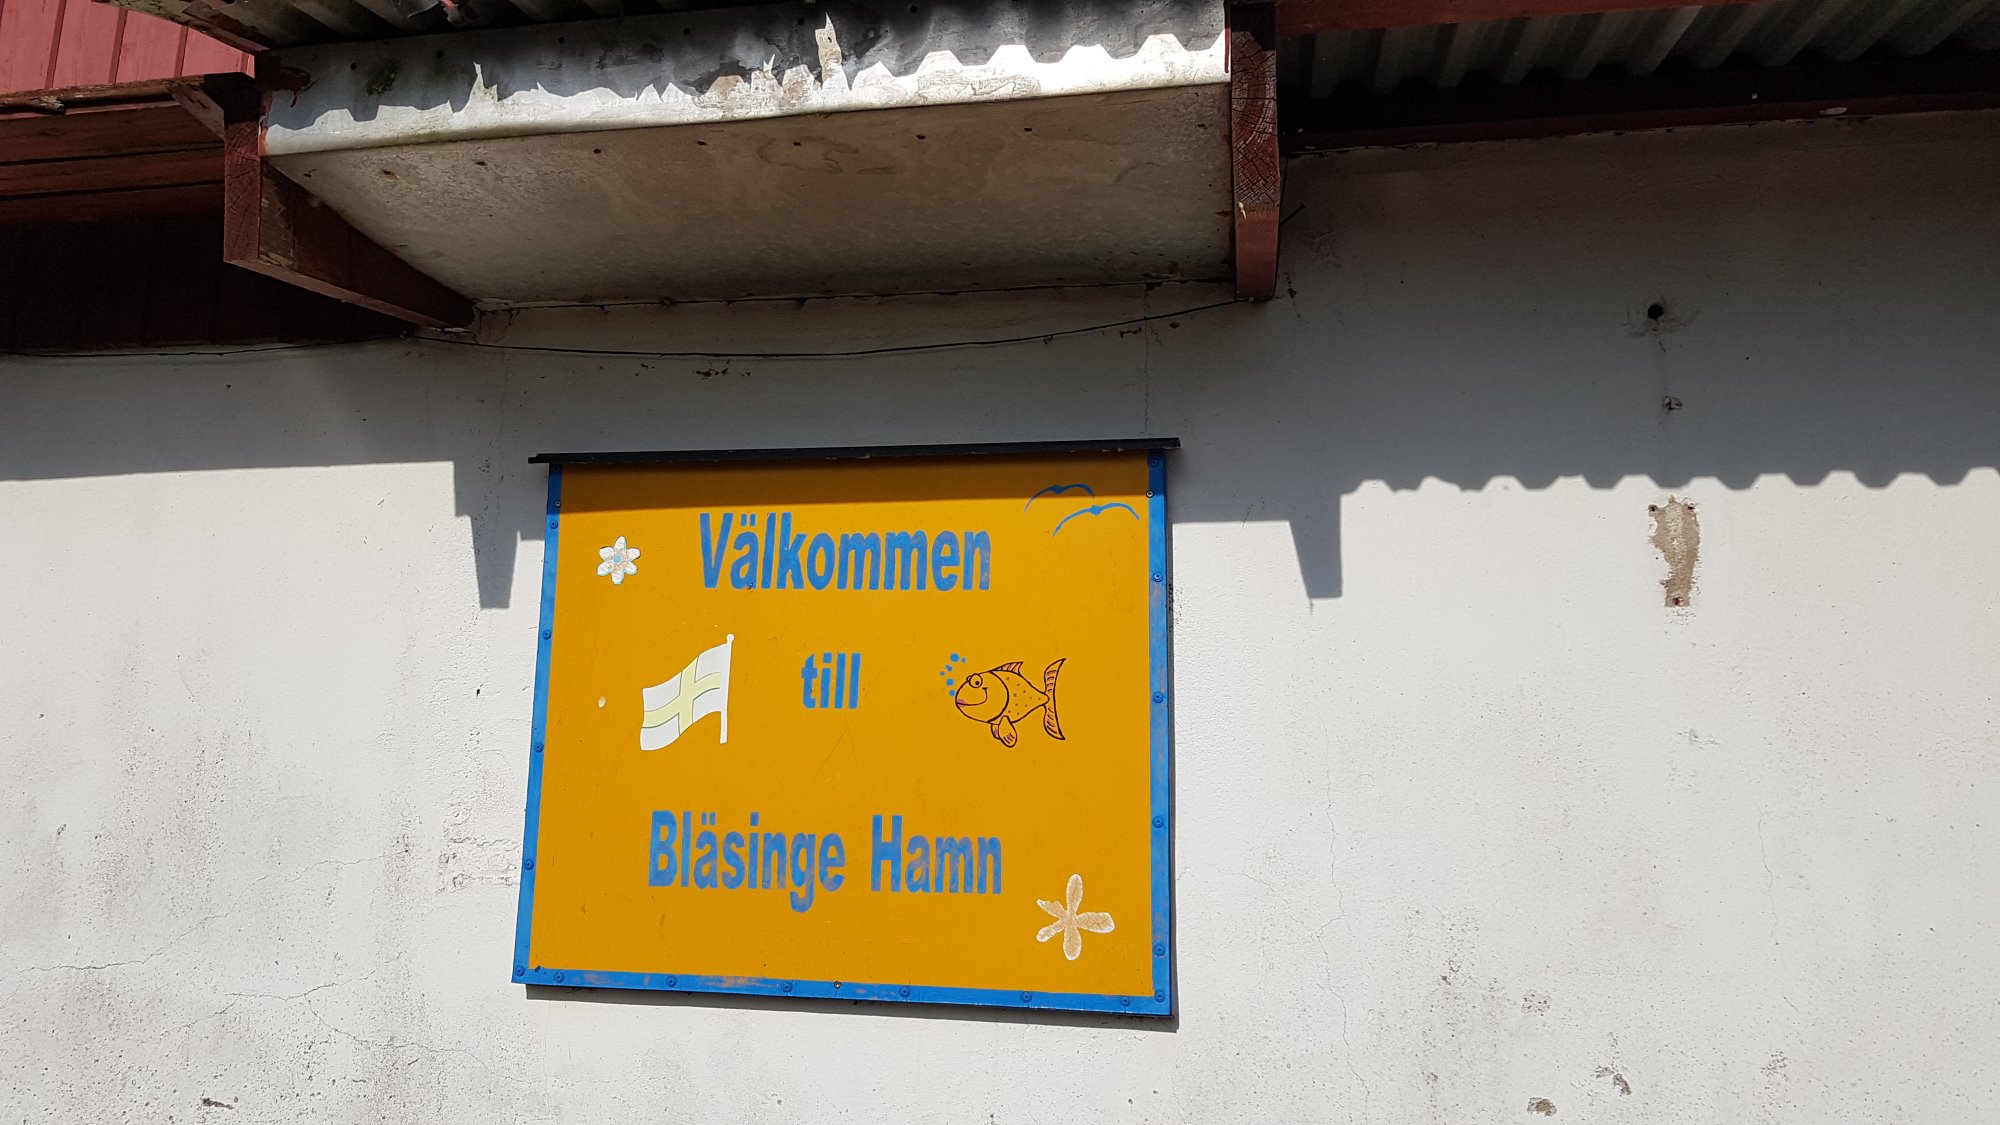 Välkommen
till
Bläsinge Hamn